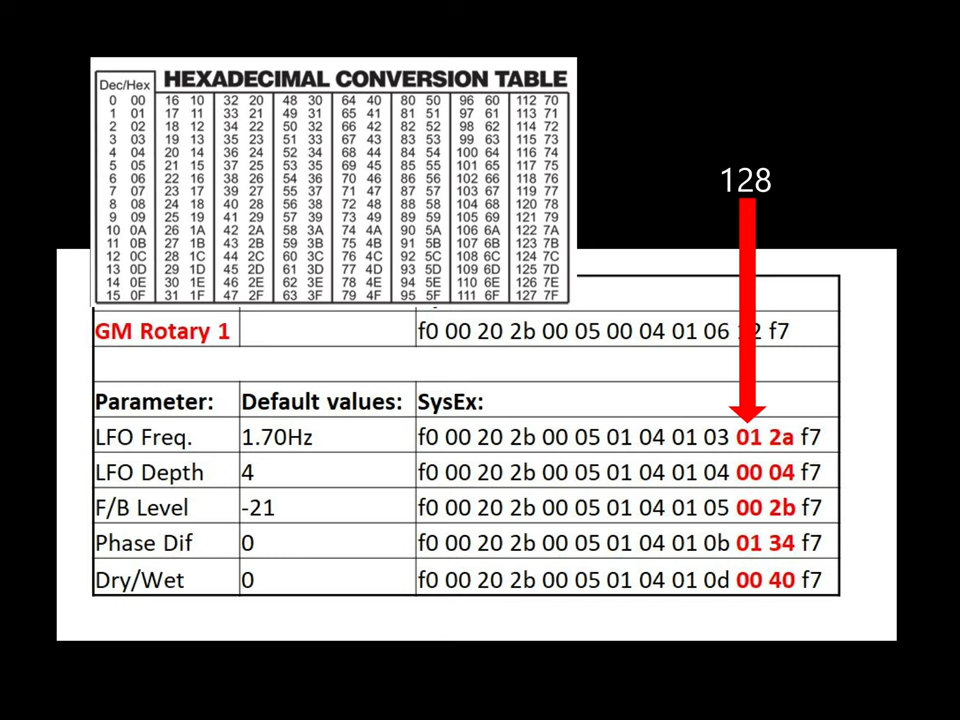 HEXADECIMAL CONVERSION TABLE
Dec/Hex
0 00 16 10 32 20 48 30 64 40 80 50 96 60 112 70
1 01 17 11 33 21 49 31 65 41 81 51 97 61 113 71
2 02 18 12 34 22 50 32 66 42 82 52 98 62 114 72
3 03 19 13 35 23 51 33 67 43 83 53 99 63 115 73
4 04 20 14 36 24 52 34 68 44 84 54 100 64 116 74
5 05 21 15 37 25 53 35 69 45 85 55 101 65 117 75
6 06 22 16 38 26 54 36 70 46 86 56 102 66 118 76
7 07 23 17 39 27 55 37 71 47 87 57 103 67 119 77
8 08 24 18 40 28 56 38 72 48 88 58 104 68 120 78
9 09 25 19 41 29 57 39 73 49 89 59 105 69 121 79
10 0A 26 1A 42 2A 58 3A 74 4A 90 5A 106 6A 122 7A
11 0B 27 1B 43 2B 59 3B 75 4B 91 5B 107 6B 123 7B
12 0C 28 1C 44 2C 60 3C 76 4C 92 5C 108 6C 124 7C
13 0D 29 1D 45 2D 61 3D 77 4D 93 5D 109 6D 125 7D
14 0E 30 1E 46 2E 62 3E 78 4E 94 5E 110 6E 126 7E
15 0F 31 1F 47 2F 63 3F 79 4F 95 5F 111 6F 127 7F
128
GM Rotary 1 f0 00 20 2b 00 05 00 04 01 06 f7
Parameter: Default values: SysEx:
LFO Freq. 1.70Hz f0 00 20 2b 00 05 01 04 01 03 01 2a f7
LFO Depth 4 f0 00 20 2b 00 05 01 04 01 04 00 04 f7
F/B Level -21 f0 00 20 2b 00 05 01 04 01 05 00 2b f7
Phase Dif 0 f0 00 20 2b 00 05 01 04 01 0b 01 34 f7
Dry/Wet 0 f0 00 20 2b 00 05 01 04 01 0d 00 40 f7